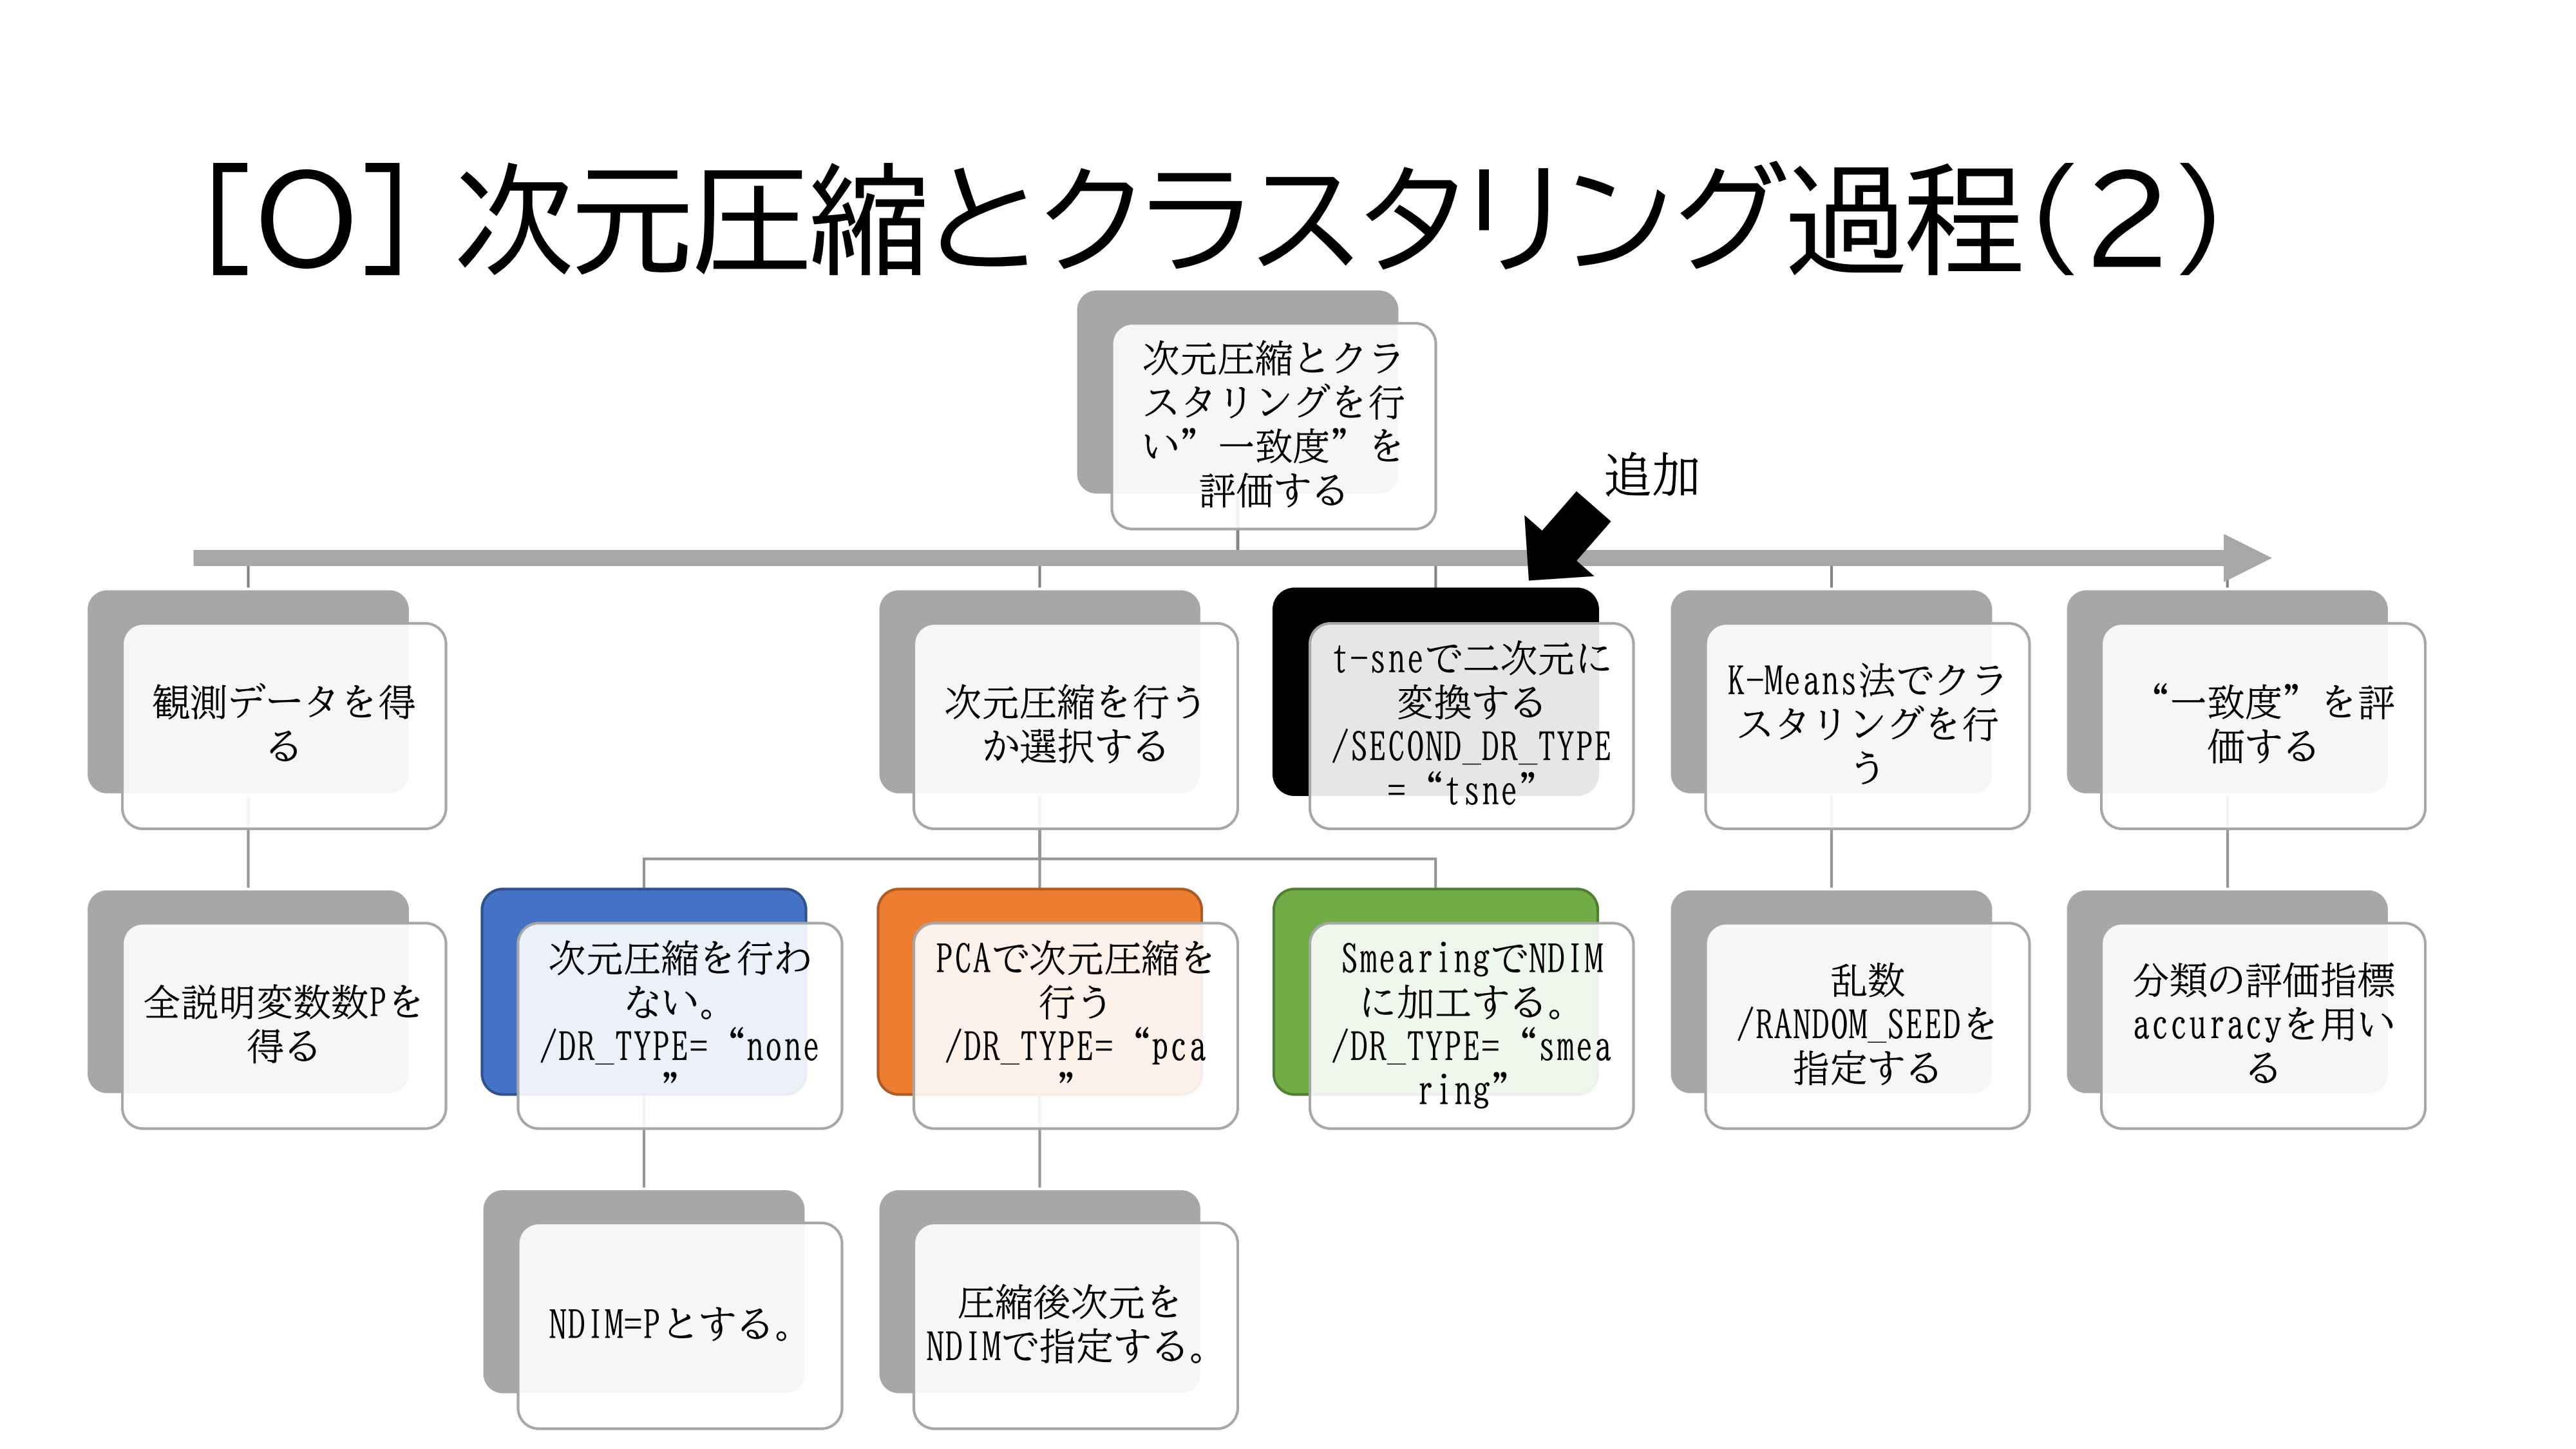 [O] 次元圧縮とクラスタリング過程(2)
次元圧縮とクラ
スタリングを行
い”一致度”を
評価する
追加
観測データを得
る
次元圧縮を行う
か選択する
t-sneで二次元に
変換する
/SECOND_DR_TYPE
=“tsne”
K-Means法でクラ
スタリングを行
う
“一致度”を評
価する
全説明変数数Pを
得る
次元圧縮を行わ
ない。
/DR_TYPE=“none
”
PCAで次元圧縮を
行う
/DR_TYPE=“pca
”
SmearingでNDIM
に加工する。
/DR_TYPE=“smea
ring”
乱数
/RANDOM_SEEDを
指定する
分類の評価指標
accuracyを用い
る
NDIM=Pとする。
圧縮後次元を
NDIMで指定する。